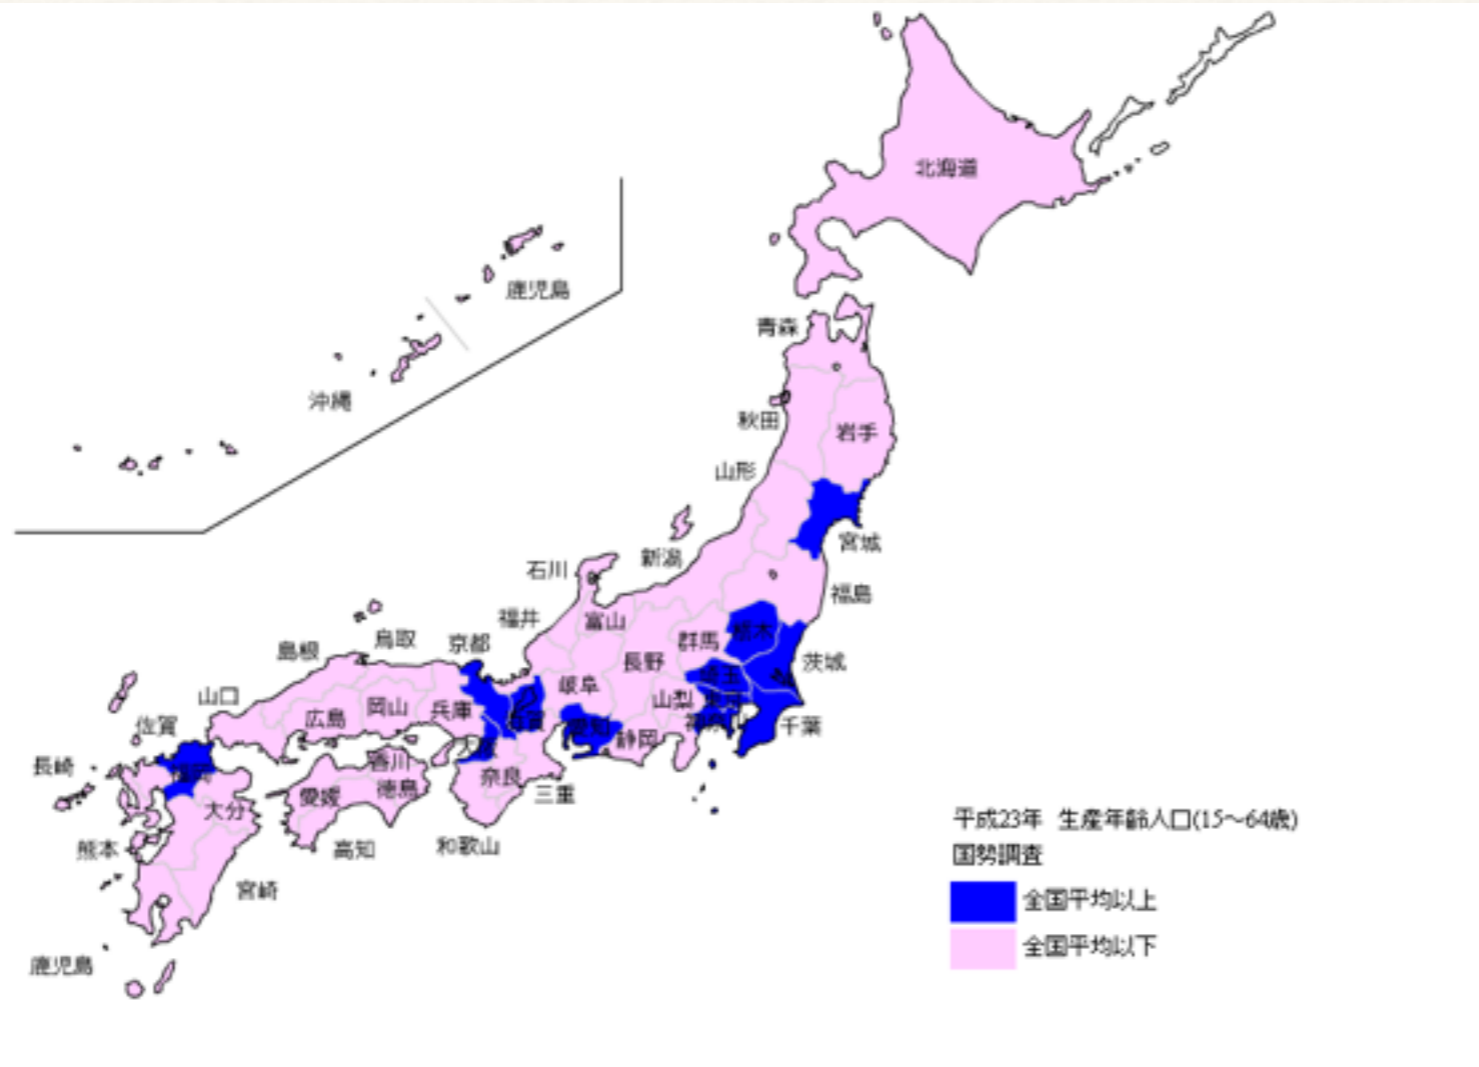 北海道
鹿児島
青森
沖縄
秋田
岩手
山形
宮城
新潟
石川
福島
福井
富山
栃木
鳥取
京都
群馬
島根
長野
茨城
埼玉
岐阜
山口
山梨
東京
広島
岡山
兵庫
滋賀
佐賀
神奈川
千葉
愛知
静岡
大阪
香川
長崎
福岡
奈良
徳島
愛媛
三重
大分
平成23年 生産年齢人口(15～64歳)
熊本
高知
和歌山
国勢調査
宮崎
全国平均以上
全国平均以下
鹿児島